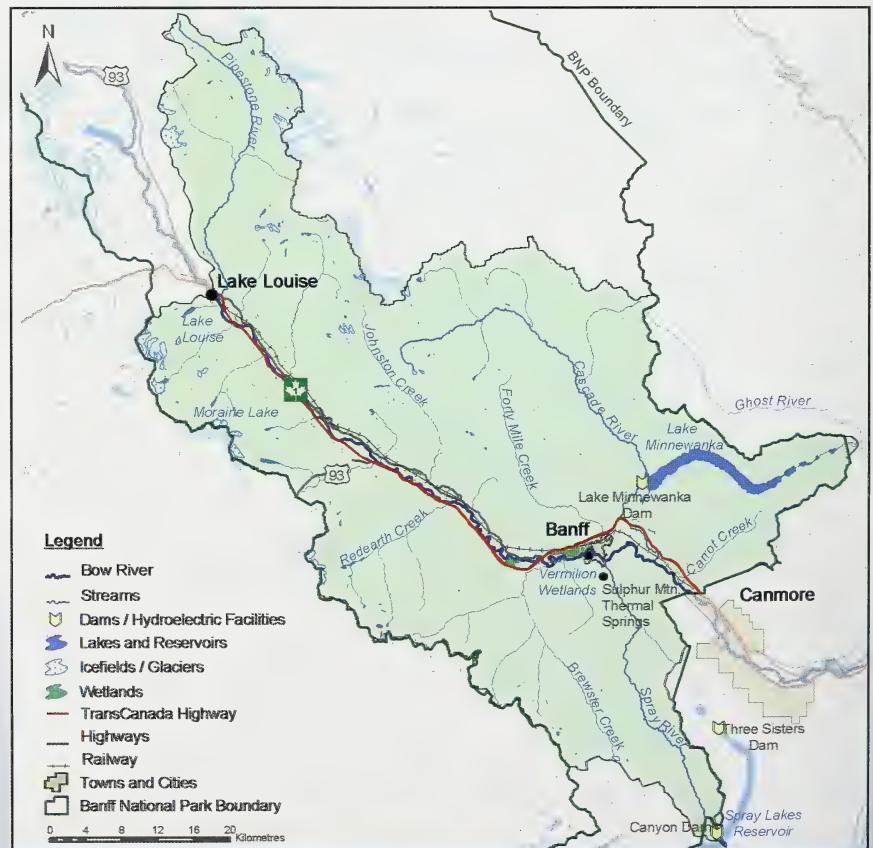 N
93
Pipestone River
BNP Boundary
Lake Louise
Lake
Louise
Johnston Creek
Moraine Lake
Cascade River
Forty Mile Creek
Ghost River
Lake
Minnewanka
93
Lake Minnewanka
Dam
Banff
Redearth Creek
Carrot Creek
Vermilion
Wetlands
Sulphur Mtn.
Thermal
Springs
Canmore
Brewster Creek
Spray River
Three Sisters
Dam
Canyon Dam
Spray Lakes
Reservoir
Legend
Bow River
Streams
Dams / Hydroelectric Facilities
Lakes and Reservoirs
Icefields / Glaciers
Wetlands
TransCanada Highway
Highways
Railway
Towns and Cities
Banff National Park Boundary
0 4 8 12 16 20
Kilometres